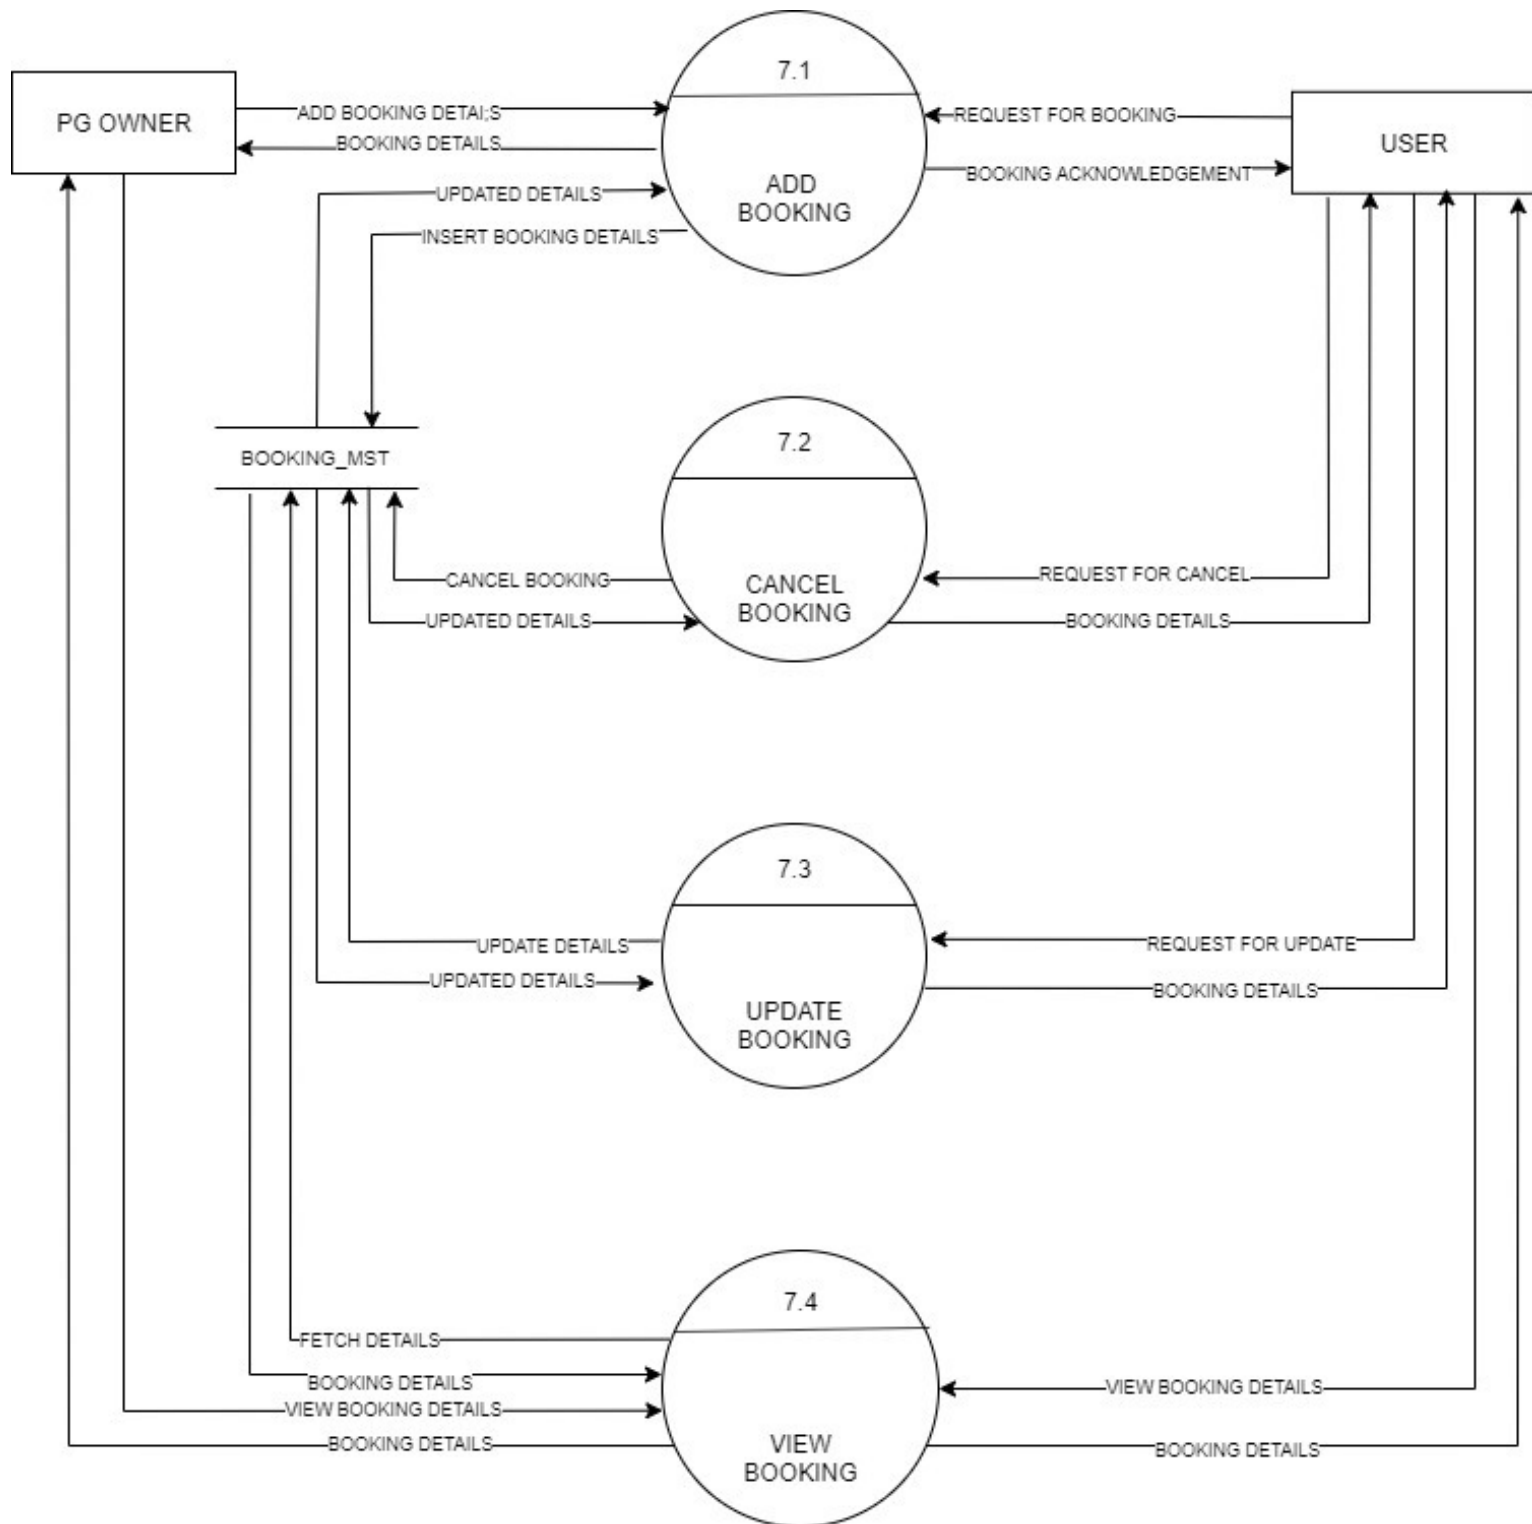 7.1
PG OWNER
ADD BOOKING DETAI;S
REQUEST FOR BOOKING
USER
BOOKING DETAILS
BOOKING ACKNOWLEDGEMENT
ADD
BOOKING
UPDATED DETAILS
INSERT BOOKING DETAILS
7.2
BOOKING_MST
CANCEL BOOKING
CANCEL
BOOKING
REQUEST FOR CANCEL
UPDATED DETAILS
BOOKING DETAILS
7.3
UPDATE DETAILS
REQUEST FOR UPDATE
UPDATED DETAILS
BOOKING DETAILS
UPDATE
BOOKING
7.4
FETCH DETAILS
BOOKING DETAILS
VIEW BOOKING DETAILS
VIEW BOOKING DETAILS
BOOKING DETAILS
VIEW
BOOKING
BOOKING DETAILS